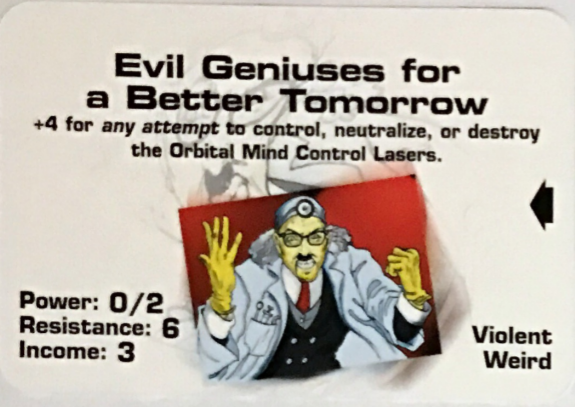 Evil Geniuses for
a Better Tomorrow
+4 for any attempt to control, neutralize, or destroy
the Orbital Mind Control Lasers.
Power: 0/2
Resistance: 6
Income: 3
Violent
Weird